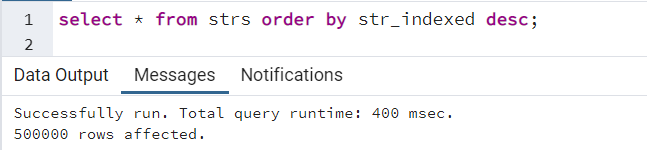 1 select * from strs order by str_indexed desc;
2
Data Output Messages Notifications
Successfully run. Total query runtime: 400 msec.
500000 rows affected.